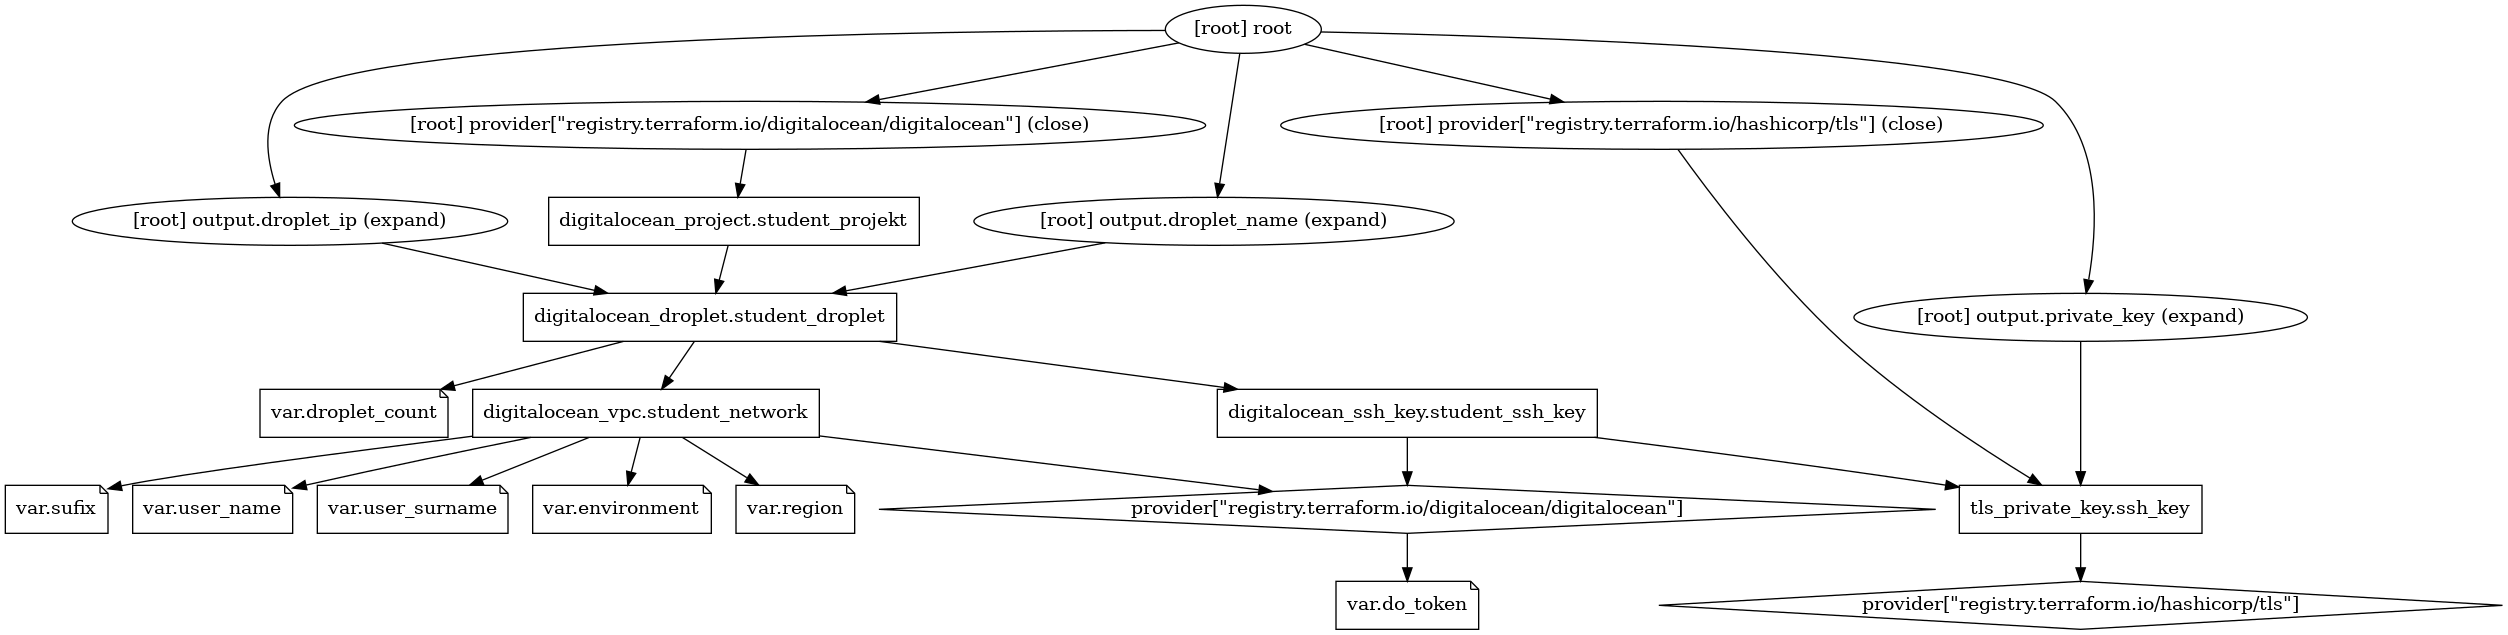 [root] root
[root] provider[\"registry.terraform.io/digitalocean/digitalocean\"] (close)
[root] provider[\"registry.terraform.io/hashicorp/tls\"] (close)
[root] output.droplet_ip (expand)
digitalocean_project.student_projekt
[root] output.droplet_name (expand)
digitalocean_droplet.student_droplet
[root] output.private_key (expand)
var.droplet_count
digitalocean_vpc.student_network
digitalocean_ssh_key.student_ssh_key
var.sufix
var.user_name
var.user_surname
var.environment
var.region
provider[\"registry.terraform.io/digitalocean/digitalocean\"]
tls_private_key.ssh_key
var.do_token
provider[\"registry.terraform.io/hashicorp/tls\"]